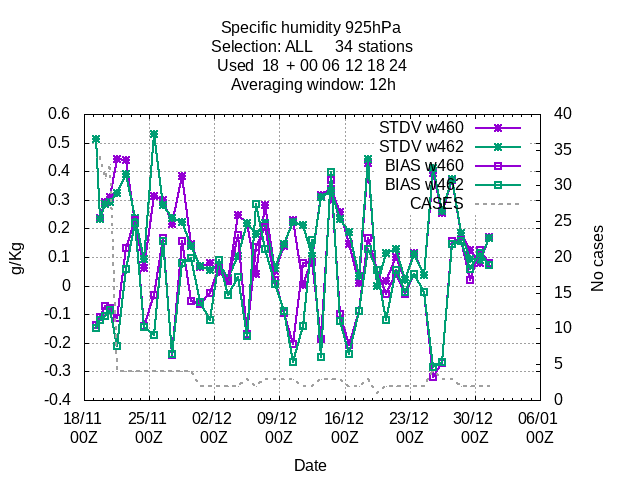 Specific humidity 925hPa
Selection: ALL 34 stations
Used 18 + 00 06 12 18 24
Averaging window: 12h
0.6
0.5
0.4
0.3
0.2
0.1
0
-0.1
-0.2
-0.3
-0.4
g/Kg
40
35
30
25
20
15
10
5
0
No cases
STDV w460
STDV w462
BIAS w460
BIAS w462
CASES
18/11 25/11 02/12 09/12 16/12 23/12 30/12 06/01
00Z 00Z 00Z 00Z 00Z 00Z 00Z 00Z
Date